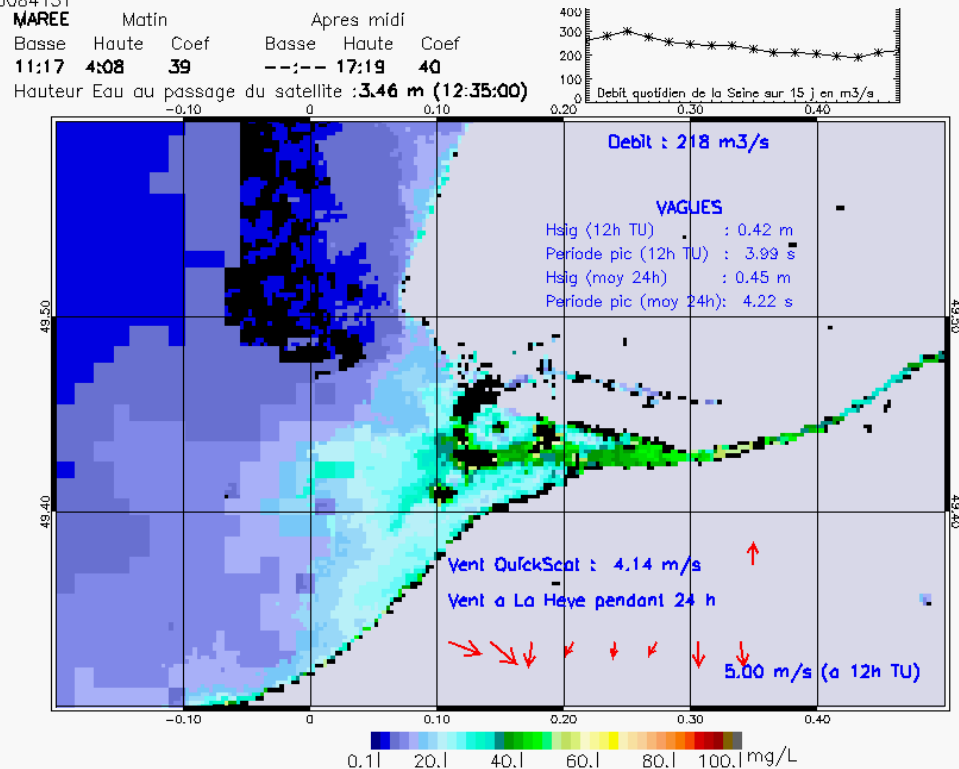 MAREE Matin Apres midi
Basse Haute Coef Basse Haute Coef
11:17 4:08 39 --:-- 17:19 40
Hauteur Eau au passage du satellite : 3.46 m (12:35:00)
400
300
200
100
0
Debit quotidien de la Seine sur 15 j en m3/s
-0.10 0 0.10 0.20 0.30 0.40
Debit : 218 m3/s
VAGUES
Hsig (12h TU) : 0.42 m
Periode pic (12h TU) : 3.99 s
Hsig (moy 24h) : 0.45 m
Periode pic (moy 24h): 4.22 s
49.50 49.50
49.40 49.40
Vent QuickScat : 4.14 m/s
Vent a La Heve pendant 24 h
5.00 m/s (a 12h TU)
-0.10 0 0.10 0.20 0.30 0.40
0.1| 20.| 40.| 60.| 80.| 100.| mg/L